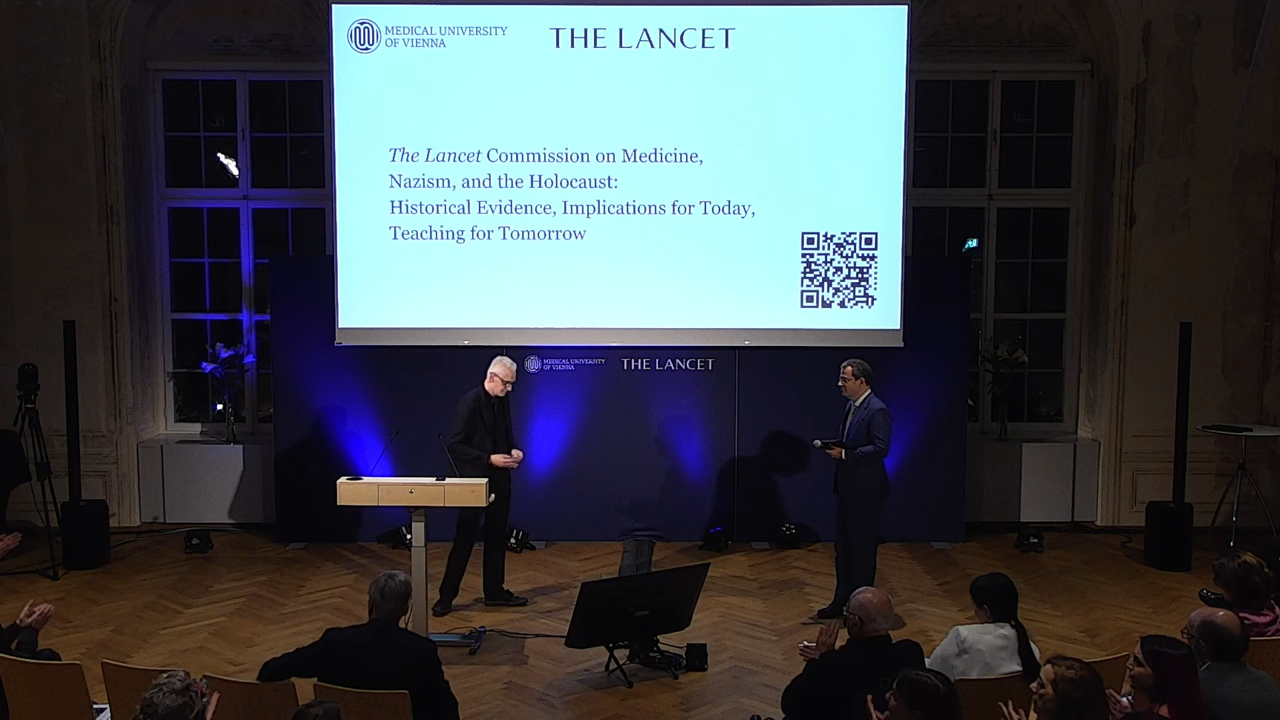 MEDICAL UNIVERSITY
OF VIENNA
THE LANCET
The Lancet Commission on Medicine,
Nazism, and the Holocaust:
Historical Evidence, Implications for Today,
Teaching for Tomorrow
MEDICAL UNIVERSITY
OF VIENNA
THE LANCET